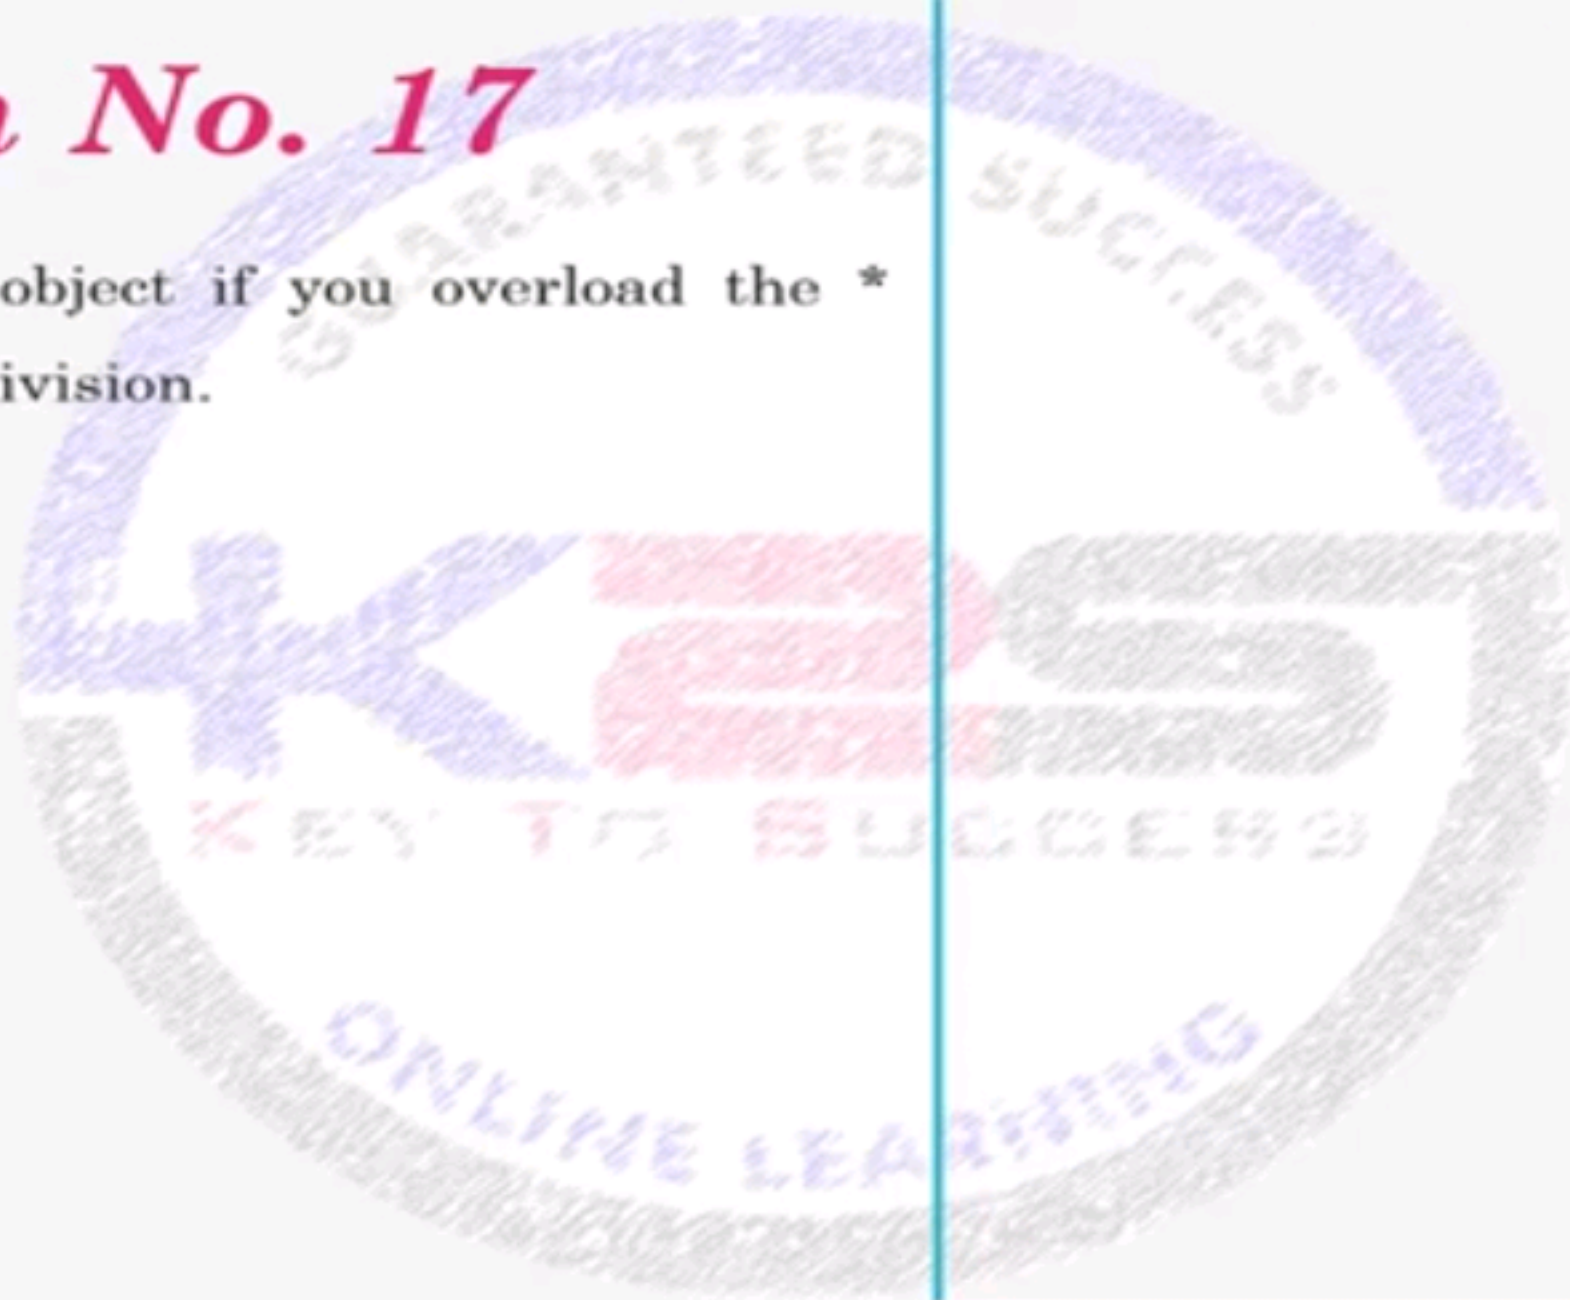 n No. 17
object if you overload the *
ivision.
GUARANTEED SUCCESS
K2S
KEY TO SUCCESS
ONLINE LEARNING